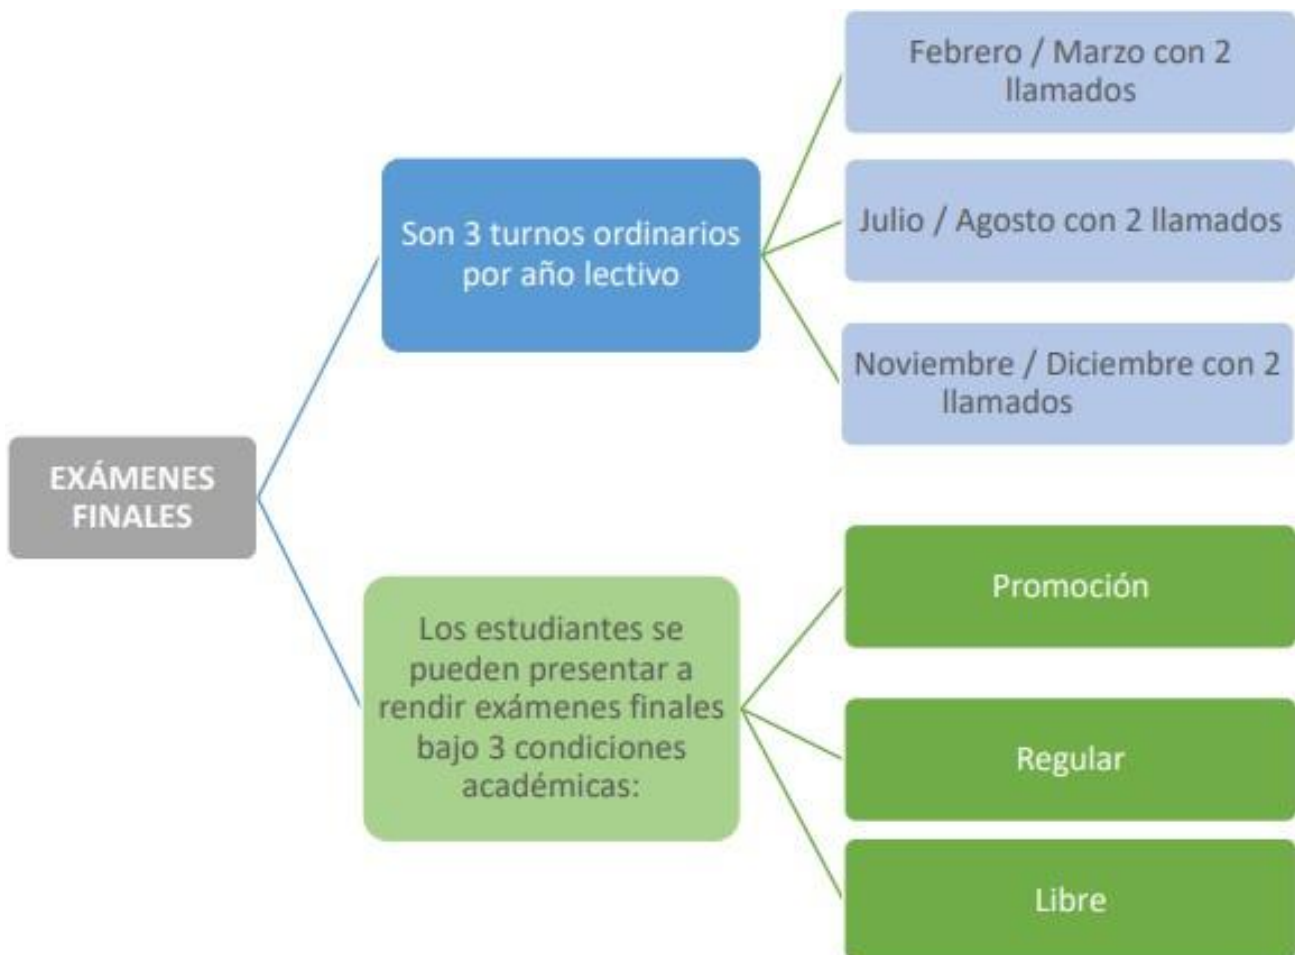 EXÁMENES
FINALES
Son 3 turnos ordinarios
por año lectivo
Febrero / Marzo con 2
llamados
Julio / Agosto con 2 llamados
Noviembre / Diciembre con 2
llamados
Los estudiantes se
pueden presentar a
rendir exámenes finales
bajo 3 condiciones
académicas:
Promoción
Regular
Libre